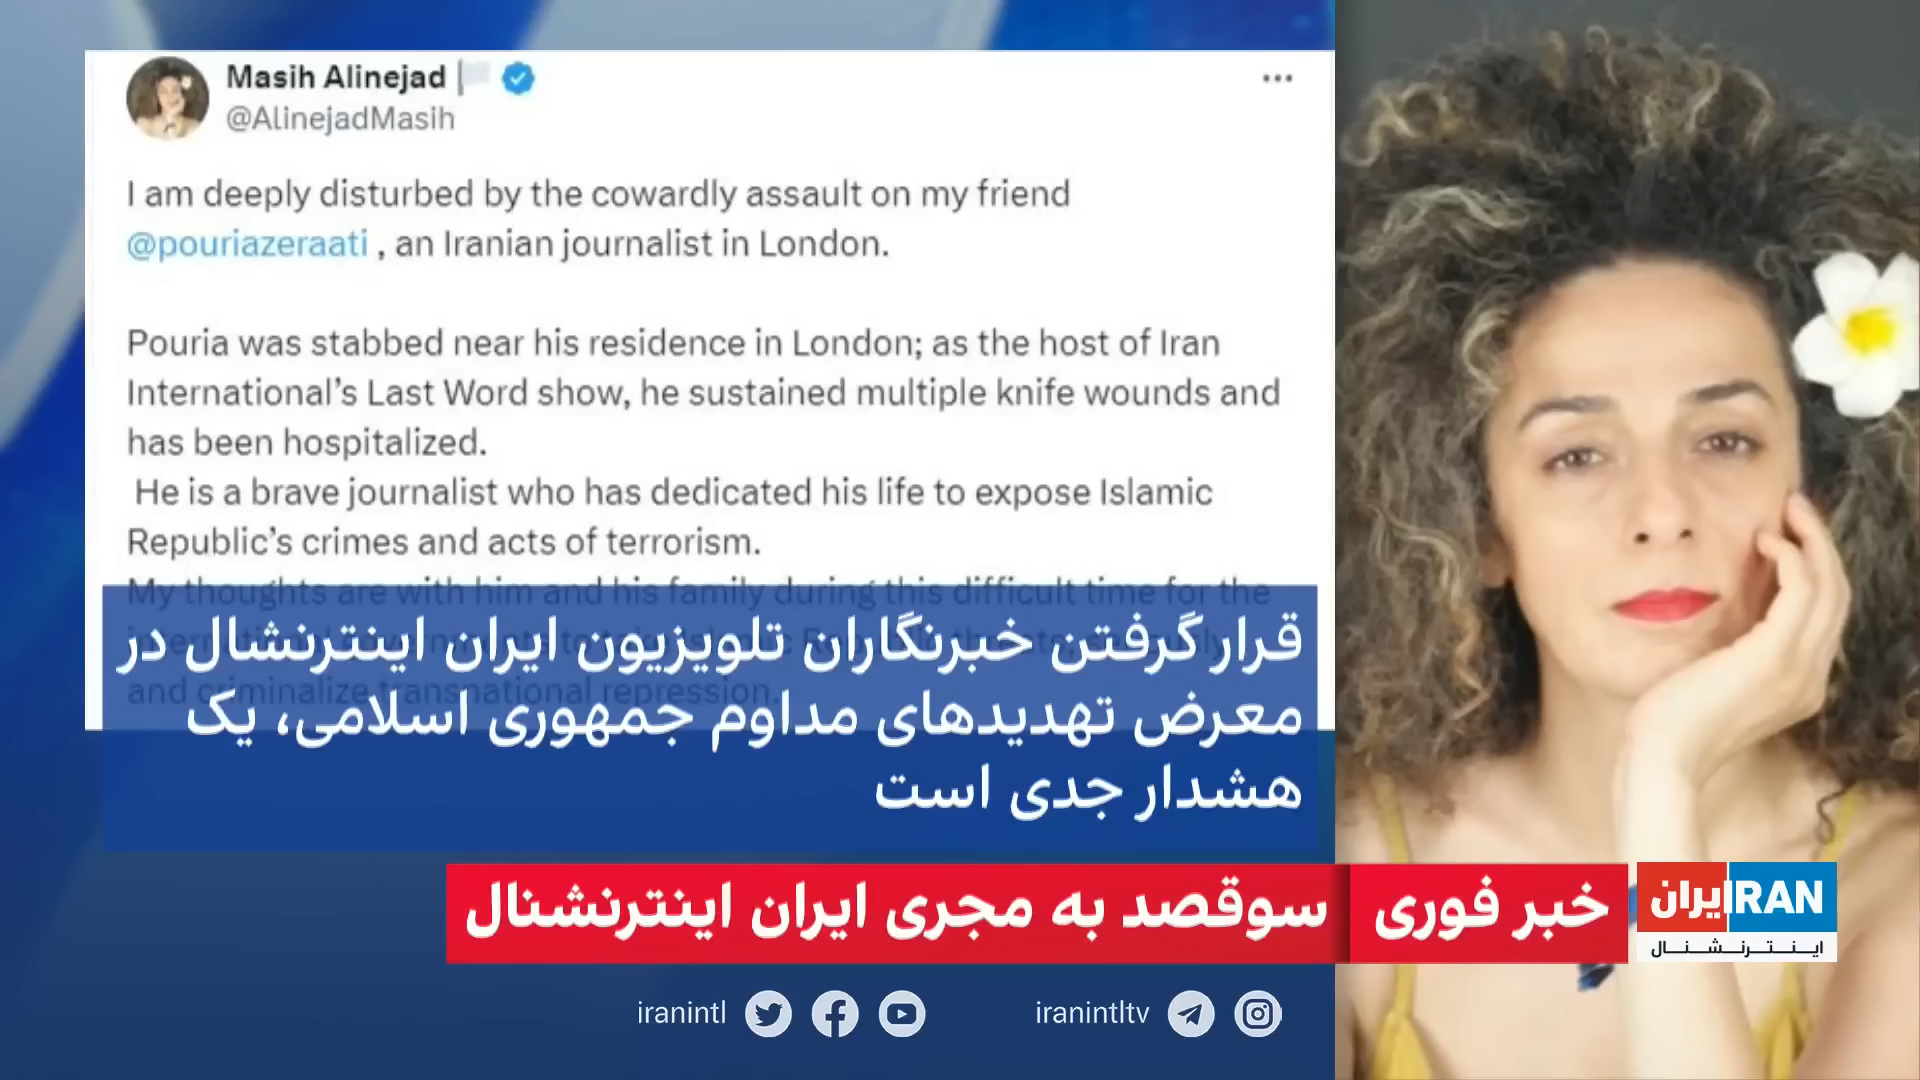 Masih Alinejad
@AlinejadMasih
I am deeply disturbed by the cowardly assault on my friend
@pouriazeraati , an Iranian journalist in London.
Pouria was stabbed near his residence in London; as the host of Iran
International’s Last Word show, he sustained multiple knife wounds and
has been hospitalized.
He is a brave journalist who has dedicated his life to expose Islamic
Republic’s crimes and acts of terrorism.
My thoughts are with him and his family during this difficult time for the
and criminalize transnational repression.
قرار گرفتن خبرنگاران تلویزیون ایران اینترنشنال در
معرض تهدیدهای مداوم جمهوری اسلامی، یک
هشدار جدی است
خبر فوری
سوقصد به مجری ایران اینترنشنال
ایران IRAN
اینترنشنال
iranintl
iranintltv